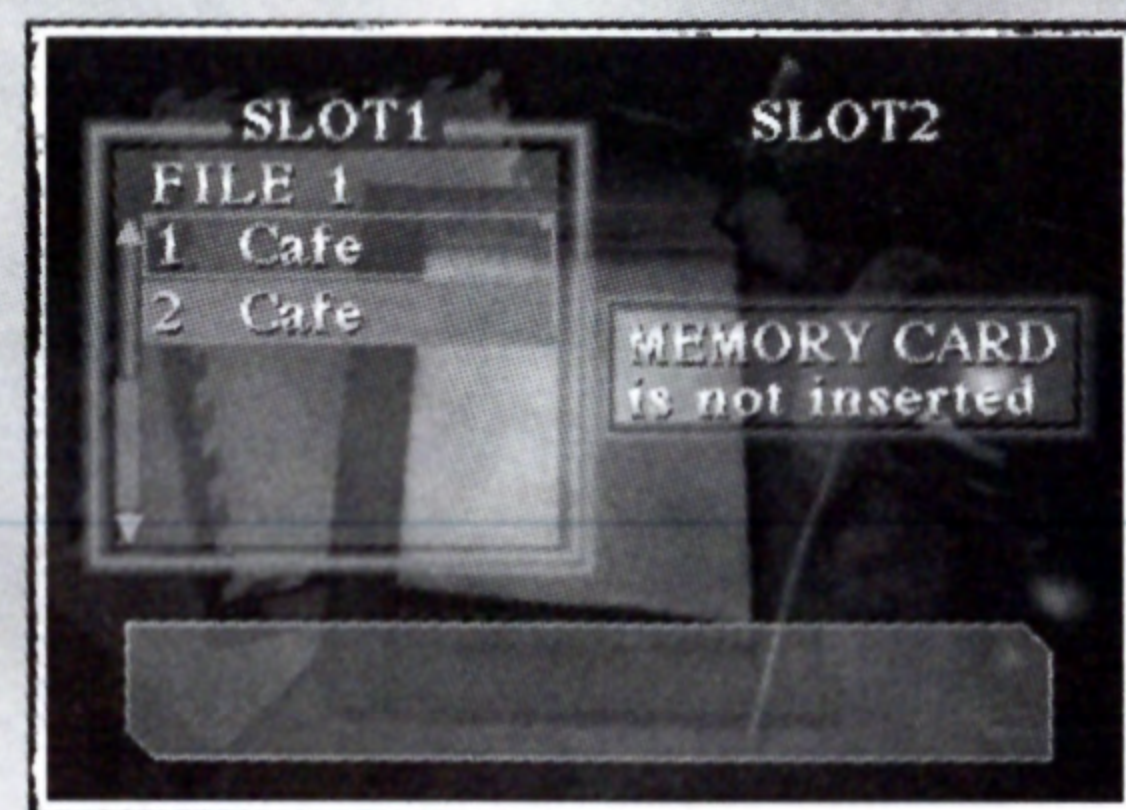 SLOT1
FILE 1
1 Cafe
2 Cafe
SLOT2
MEMORY CARD
is not inserted